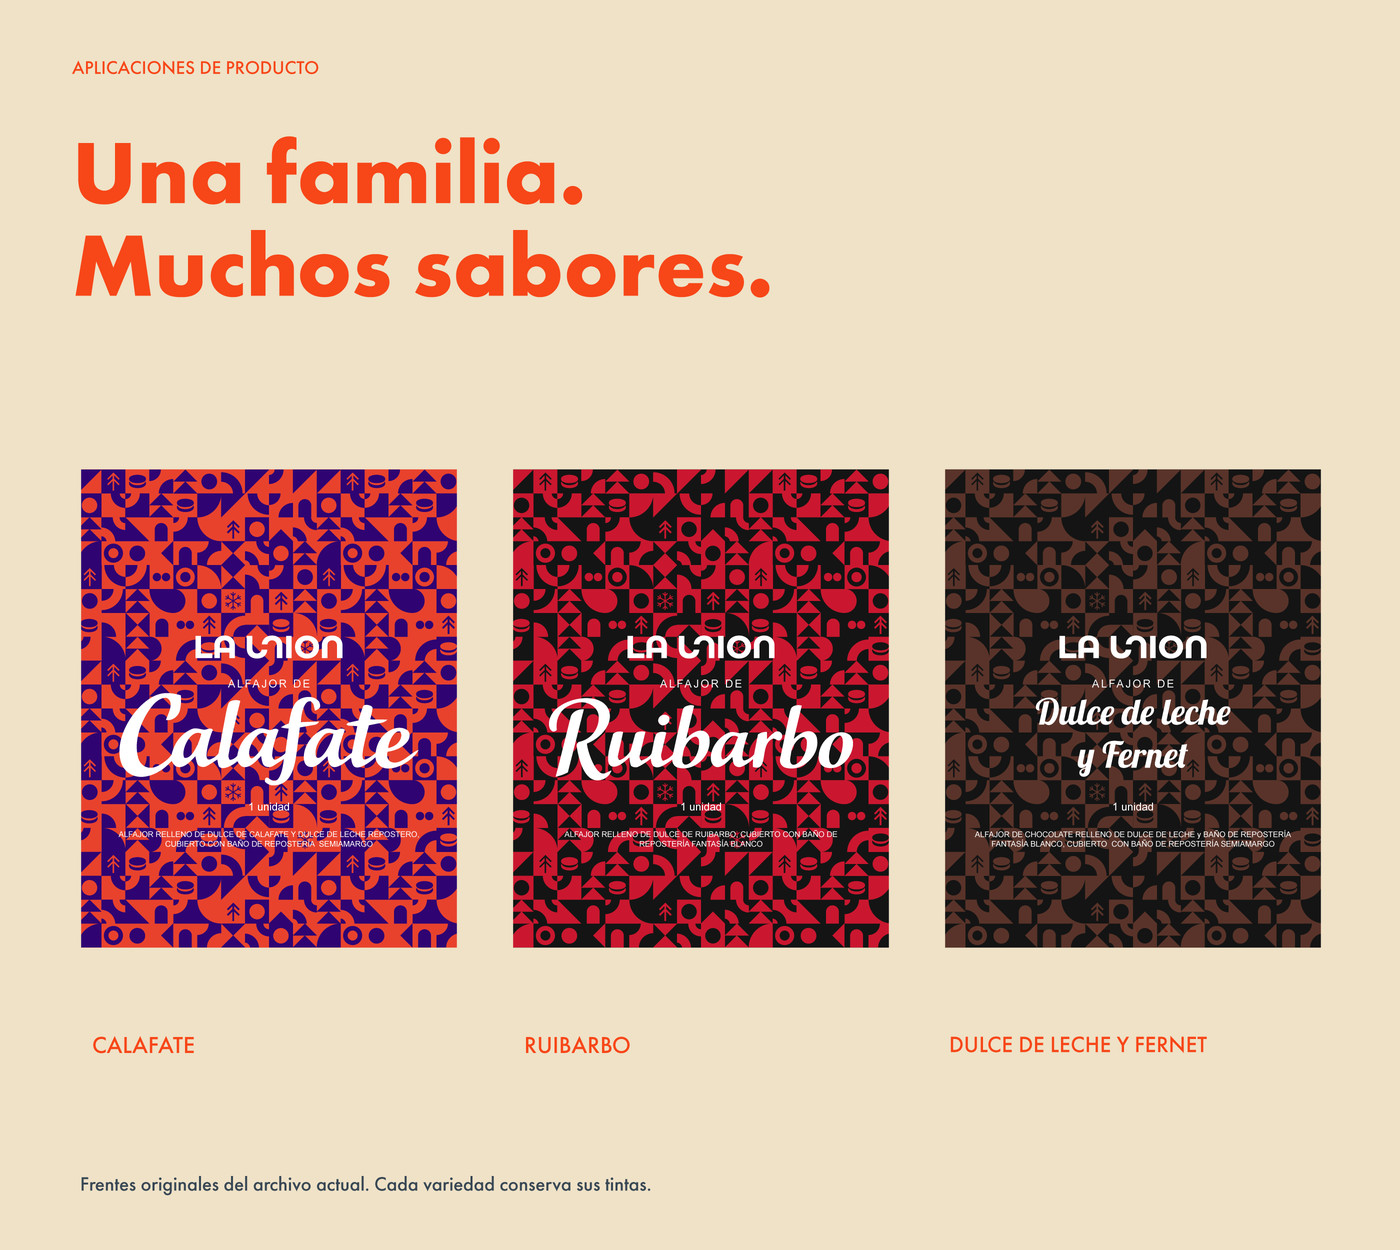 APLICACIONES DE PRODUCTO
Una familia.
Muchos sabores.
LA UNION
ALFAJOR DE
Calafate
1 unidad
ALFAJOR RELLENO DE DULCE DE CALAFATE Y DULCE DE LECHE REPOSTERO,
CUBIERTO CON BAÑO DE REPOSTERÍA SEMIAMARGO
LA UNION
ALFAJOR DE
Ruibarbo
1 unidad
ALFAJOR RELLENO DE DULCE DE RUIBARBO, CUBIERTO CON BAÑO DE
REPOSTERÍA FANTASÍA BLANCO
LA UNION
ALFAJOR DE
Dulce de leche
y Fernet
1 unidad
ALFAJOR DE CHOCOLATE RELLENO DE DULCE DE LECHE y BAÑO DE REPOSTERÍA
FANTASÍA BLANCO, CUBIERTO CON BAÑO DE REPOSTERÍA SEMIAMARGO
CALAFATE
RUIBARBO
DULCE DE LECHE Y FERNET
Frentes originales del archivo actual. Cada variedad conserva sus tintas.